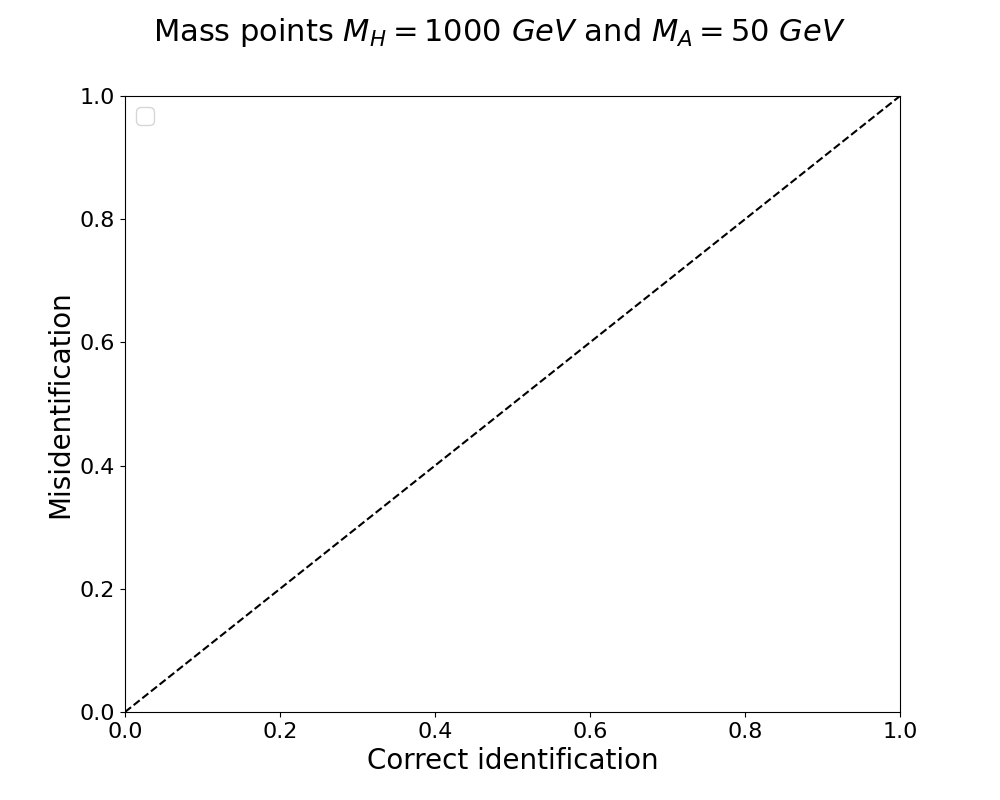 Mass points M_H = 1000 GeV and M_A = 50 GeV
1.0
0.8
0.6
0.4
0.2
0.0
Misidentification
0.0 0.2 0.4 0.6 0.8 1.0
Correct identification